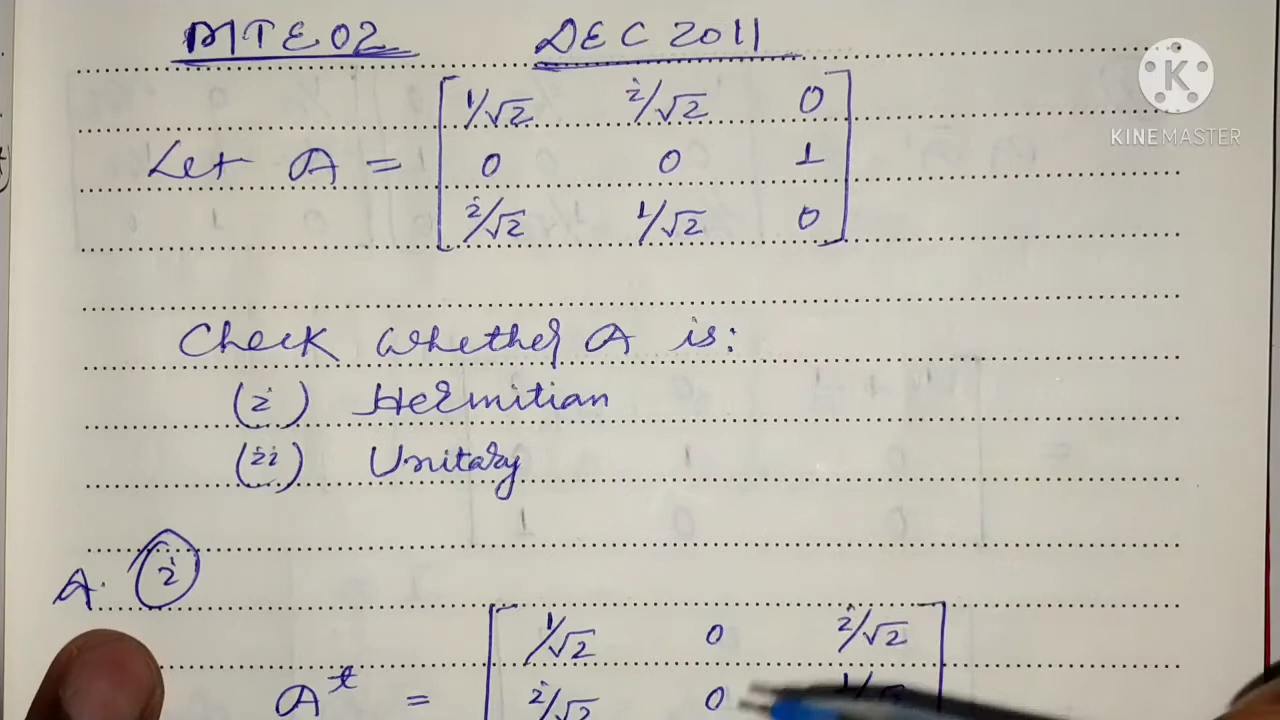 MTE02 DEC 2011
K
KINEMASTER
Let A = [ 1/√2 i/√2 0
0 0 1
i/√2 1/√2 0 ]
Check whether A is:
(i) Hermitian
(ii) Unitary
A. (i)
[ 1/√2 0 i/√2
A^t = i/√2 0